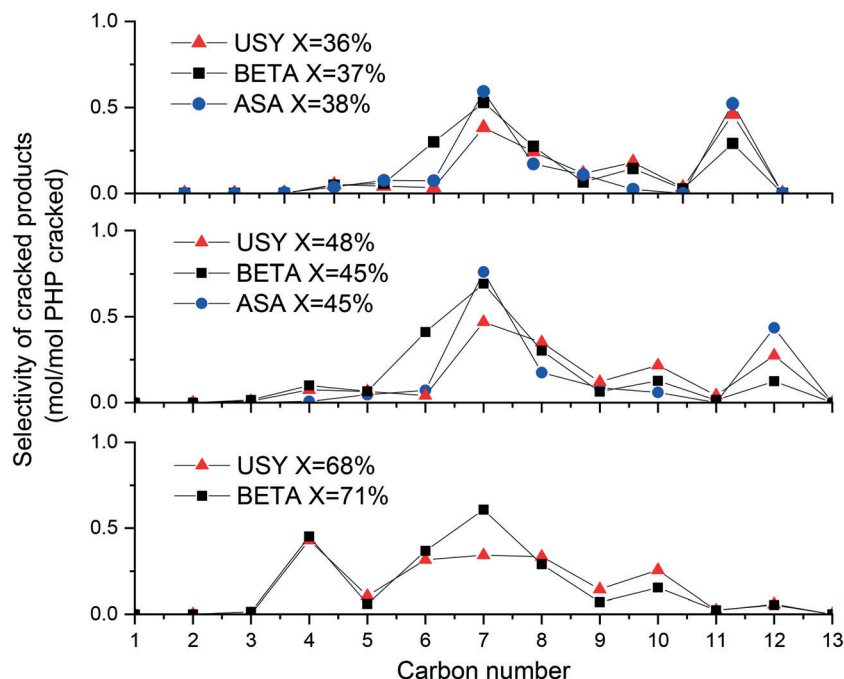 Selectivity of cracked products
(mol/mol PHP cracked)
1.0
0.5
0.0
USY X=36%
BETA X=37%
ASA X=38%
1.0
0.5
0.0
USY X=48%
BETA X=45%
ASA X=45%
1.0
0.5
0.0
USY X=68%
BETA X=71%
1 2 3 4 5 6 7 8 9 10 11 12 13
Carbon number